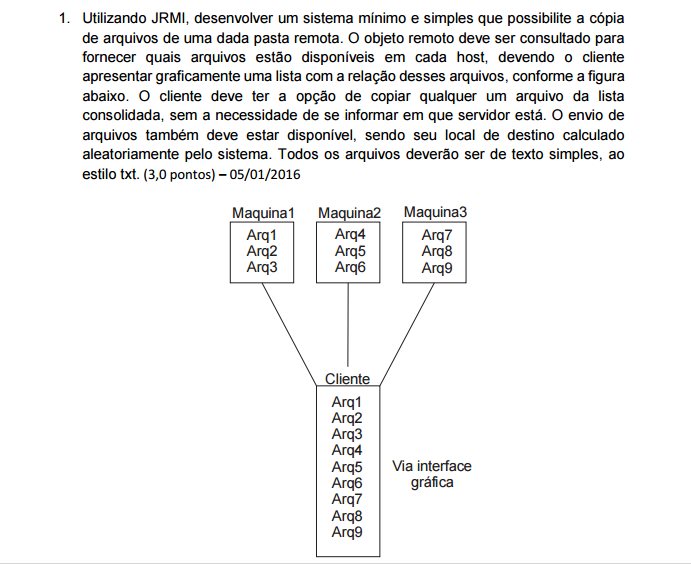 1. Utilizando JRMI, desenvolver um sistema mínimo e simples que possibilite a cópia
de arquivos de uma dada pasta remota. O objeto remoto deve ser consultado para
fornecer quais arquivos estão disponíveis em cada host, devendo o cliente
apresentar graficamente uma lista com a relação desses arquivos, conforme a figura
abaixo. O cliente deve ter a opção de copiar qualquer um arquivo da lista
consolidada, sem a necessidade de se informar em que servidor está. O envio de
arquivos também deve estar disponível, sendo seu local de destino calculado
aleatoriamente pelo sistema. Todos os arquivos deverão ser de texto simples, ao
estilo txt. (3,0 pontos) – 05/01/2016
Maquina1 Maquina2 Maquina3
Arq1 Arq4 Arq7
Arq2 Arq5 Arq8
Arq3 Arq6 Arq9
Cliente
Arq1
Arq2
Arq3
Arq4
Arq5 Via interface
Arq6 gráfica
Arq7
Arq8
Arq9